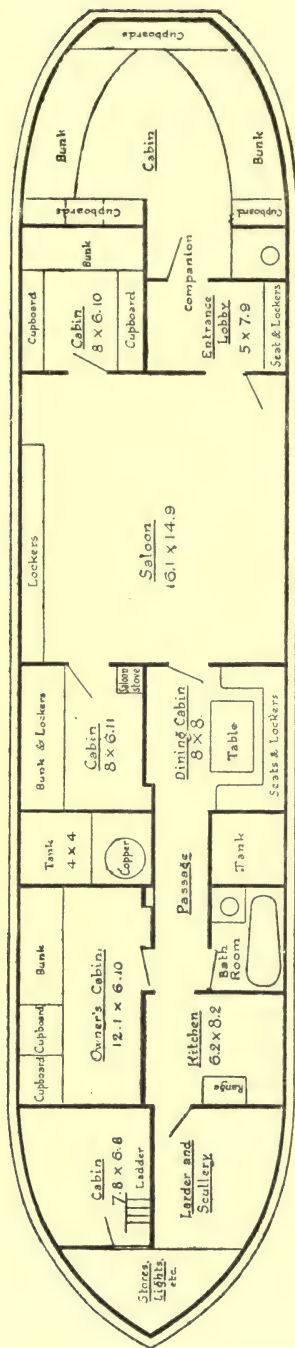 Cupboards
Bunk
Cabin
Bunk
Cupboards
Cupboard
Bunk
Cupboard
Cabin
8 x 6.10
Cupboard
Companion
Entrance
Lobby
5 x 7.9
Seat & Lockers
Lockers
Saloon
16.1 x 14.9
Bunk & Lockers
Cabin
8 x 6.11
Saloon
stove
Dining Cabin
8 x 8.
Table
Seats & Lockers
Tank
4 x 4
Copper
Passage
Tank
Bunk
Cupboard
Cupboard
Owner's Cabin,
12.1 x 6.10
Bath
Room
Kitchen
6.2 x 8.2
Range
Cabin
7.8 x 6.8
Ladder
Larder and
Scullery
Stores,
Lights,
etc.